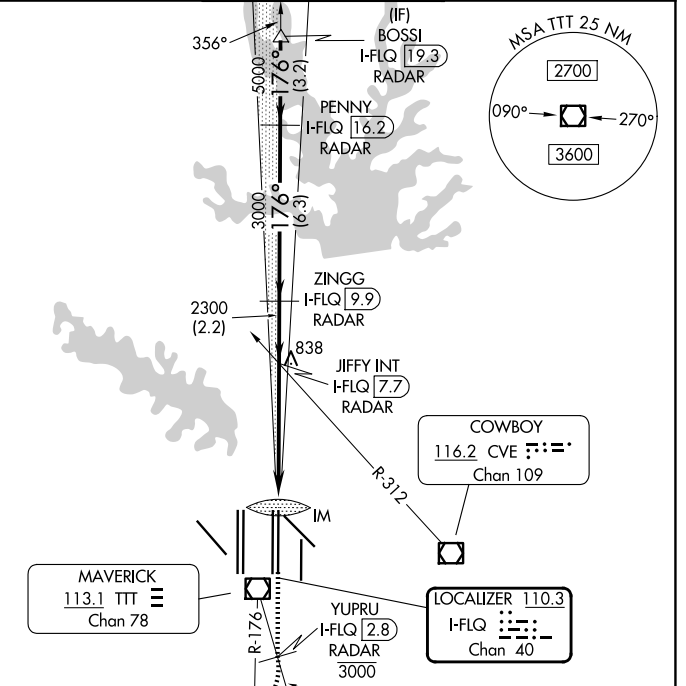 (IF)
BOSSI
I-FLQ 19.3
RADAR
356°
5000
176°
(3.2)
PENNY
I-FLQ 16.2
RADAR
3000
176°
(6.3)
MSA TTT 25 NM
2700
090°
270°
3600
ZINGG
I-FLQ 9.9
RADAR
2300
(2.2)
838
JIFFY INT
I-FLQ 7.7
RADAR
R-312
COWBOY
116.2 CVE
Chan 109
IM
MAVERICK
113.1 TTT
Chan 78
R-176
YUPRU
I-FLQ 2.8
RADAR
3000
LOCALIZER 110.3
I-FLQ
Chan 40